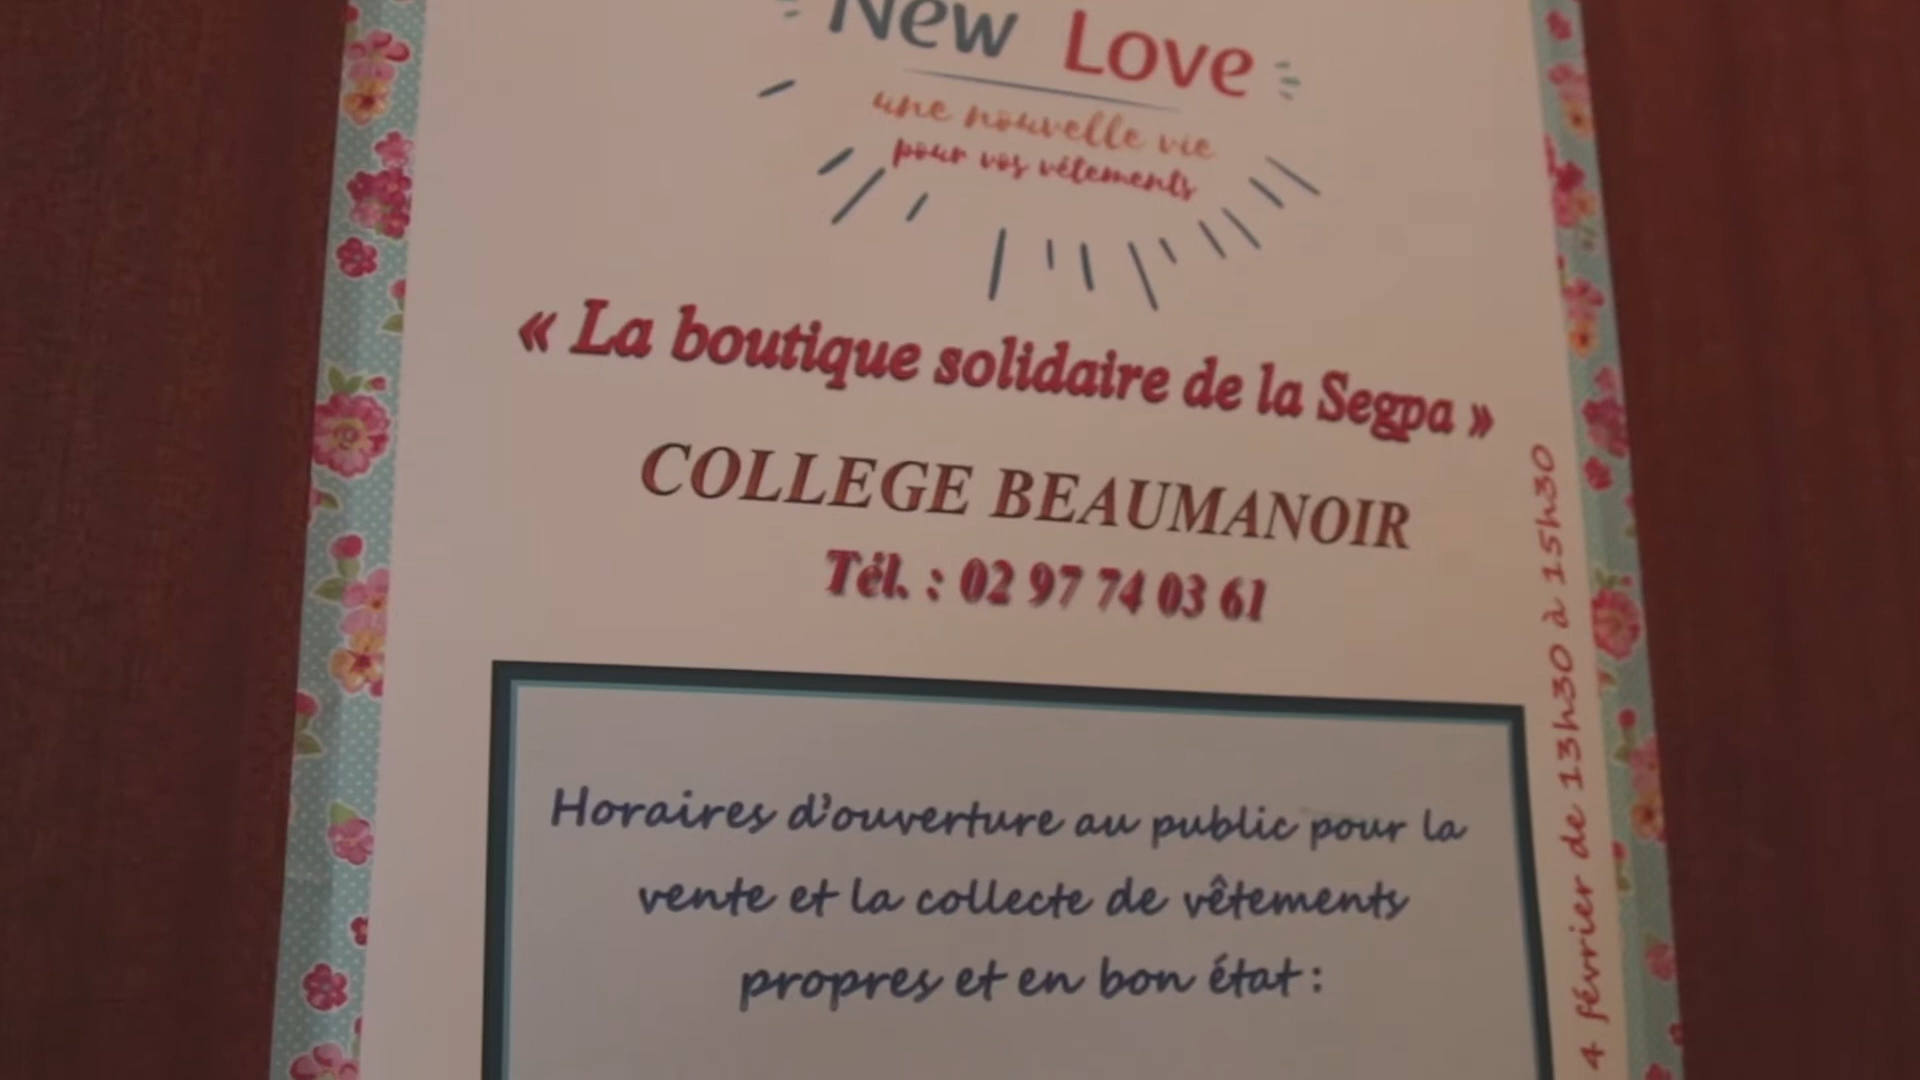 New Love
une nouvelle vie
pour vos vêtements
« La boutique solidaire de la Segpa »
COLLEGE BEAUMANOIR
Tél. : 02 97 74 03 61
Horaires d'ouverture au public pour la
vente et la collecte de vêtements
propres et en bon état :
4 février de 13h30 à 15h30